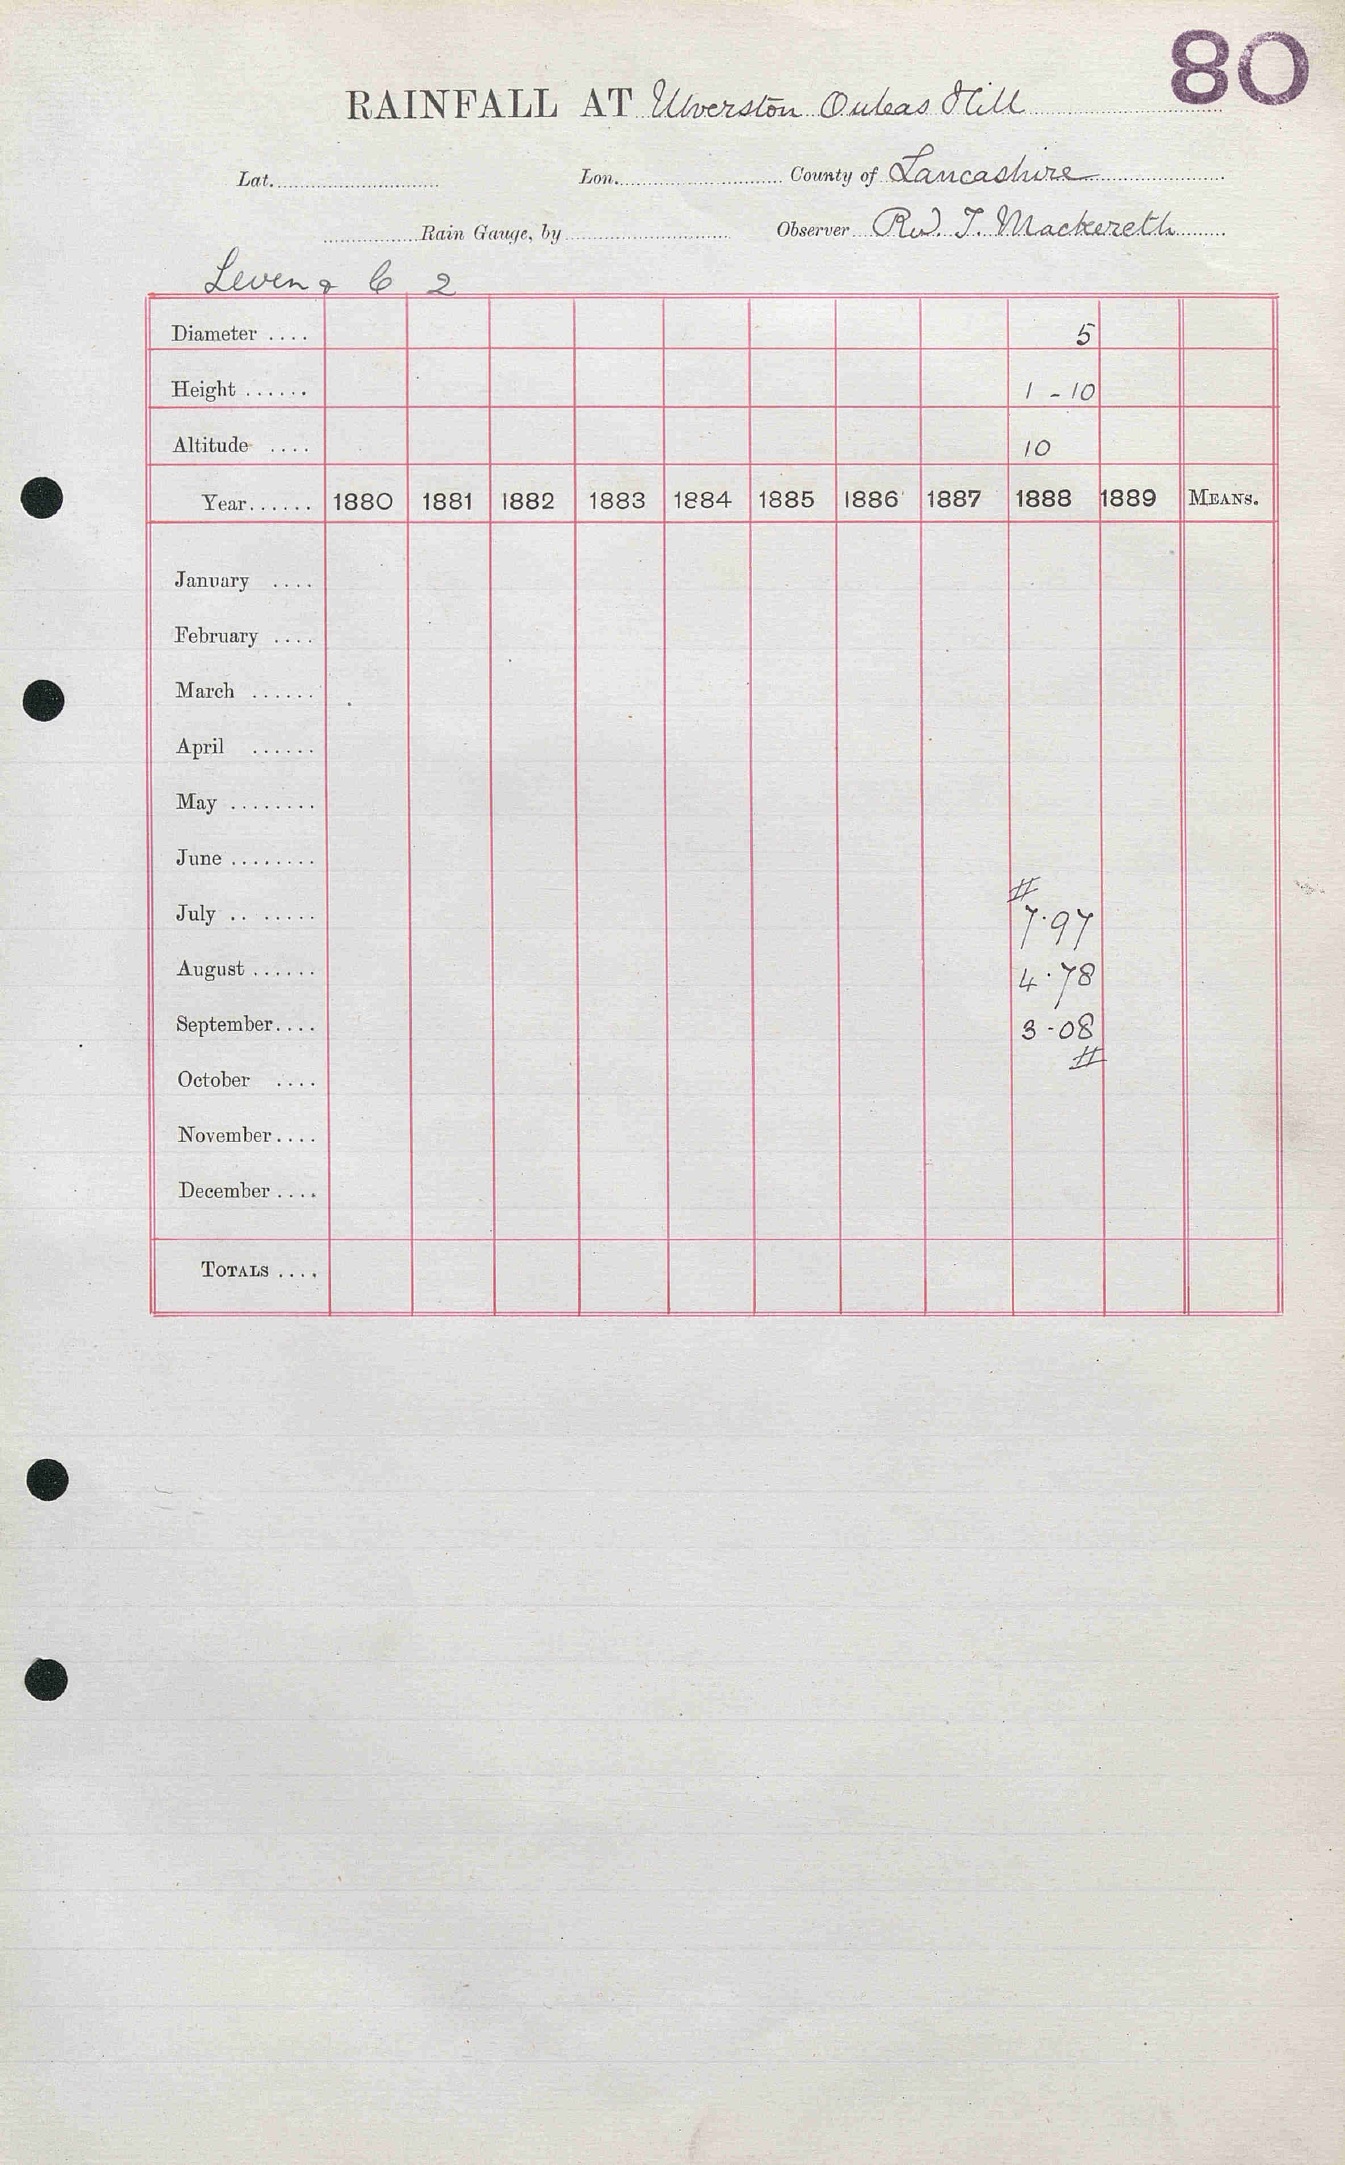 80
RAINFALL AT Ulverston Oubas Hill
Lat. Lon. County of Lancashire
Rain Gauge, by Observer Rev. T. Mackereth
Leven & C 2
Diameter .... 5
Height ...... 1 - 10
Altitude .... 10
Year...... 1880 1881 1882 1883 1884 1885 1886 1887 1888 1889 MEANS.
January ....
February ....
March ......
April ......
May ........
June ........
#
July .. ..... 7.97
August ...... 4.78
September.... 3.08
#
October ....
November....
December ....
TOTALS ....